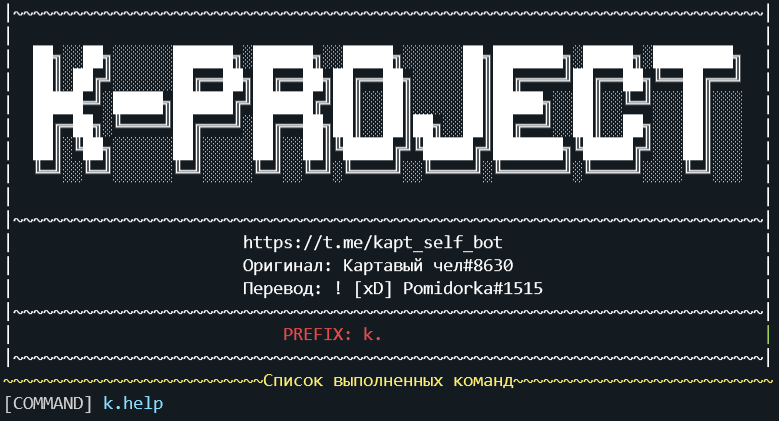 K-PROJECT
https://t.me/kapt_self_bot
Оригинал: Картавый чел#8630
Перевод: ! [xD] Pomidorka#1515
PREFIX: k.
Список выполненных команд
[COMMAND] k.help